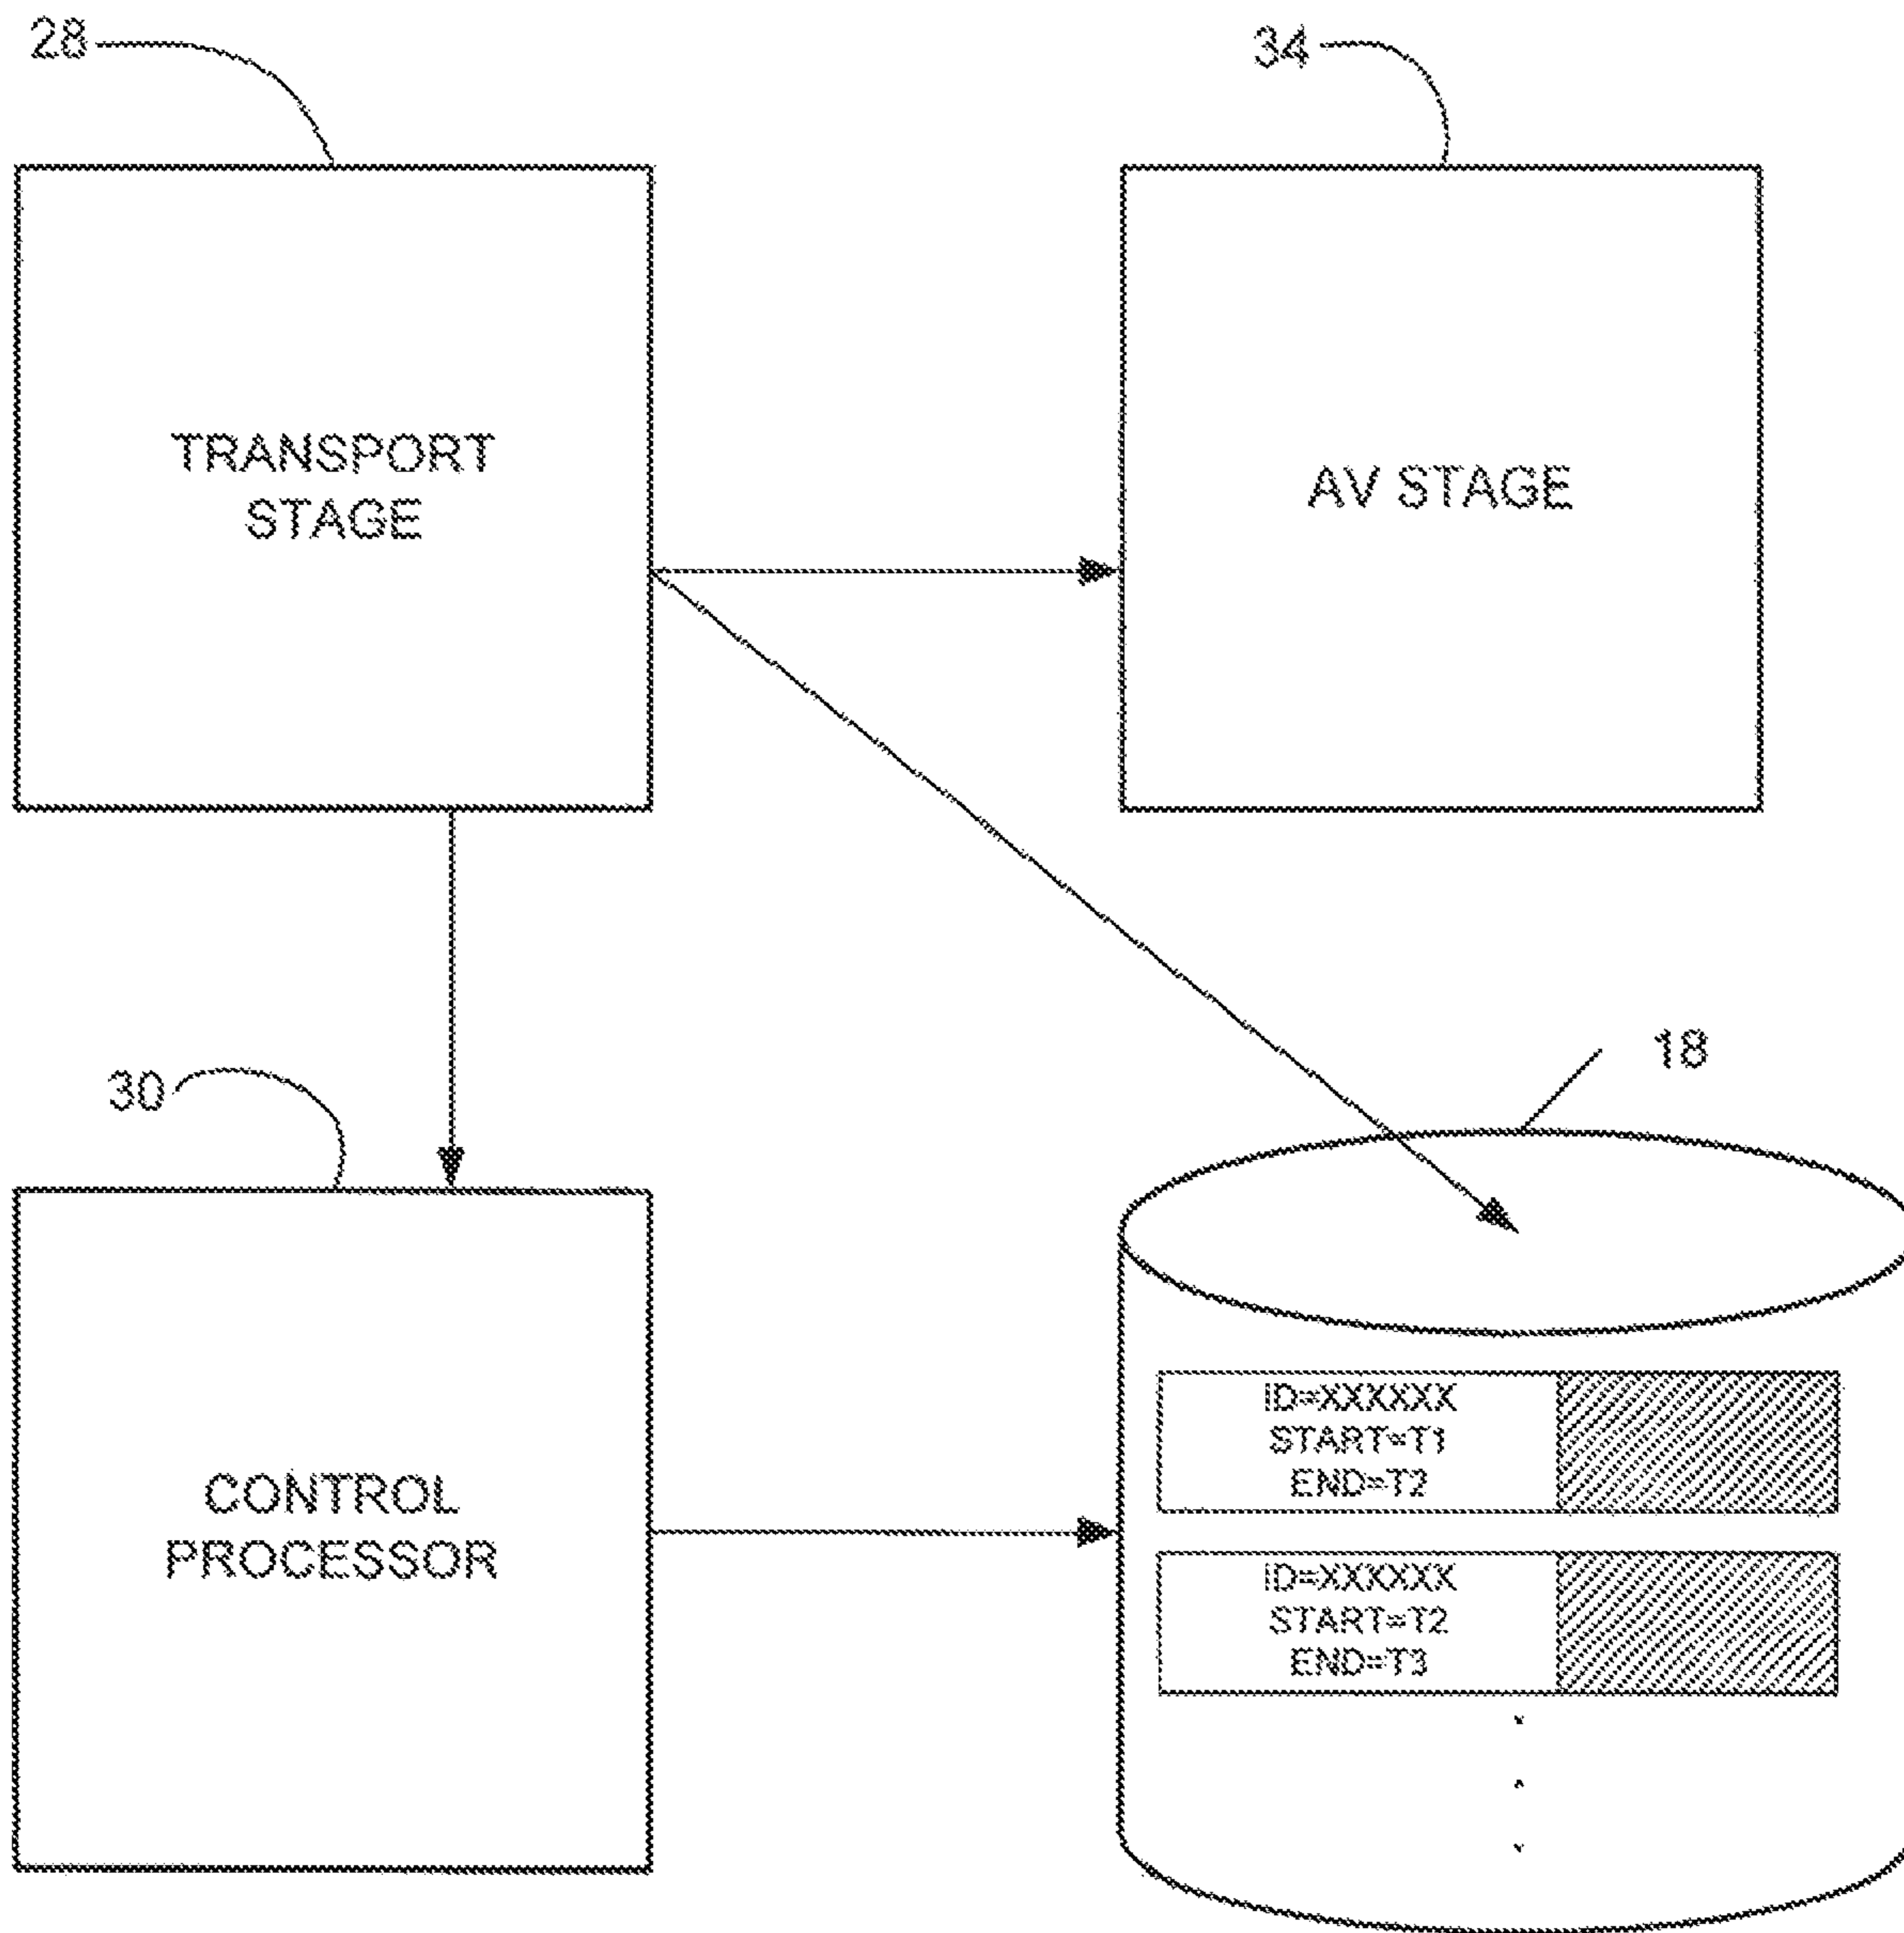 28
34
TRANSPORT
STAGE
AV STAGE
30
18
CONTROL
PROCESSOR
ID=XXXXXX
START=T1
END=T2
ID=XXXXXX
START=T2
END=T3